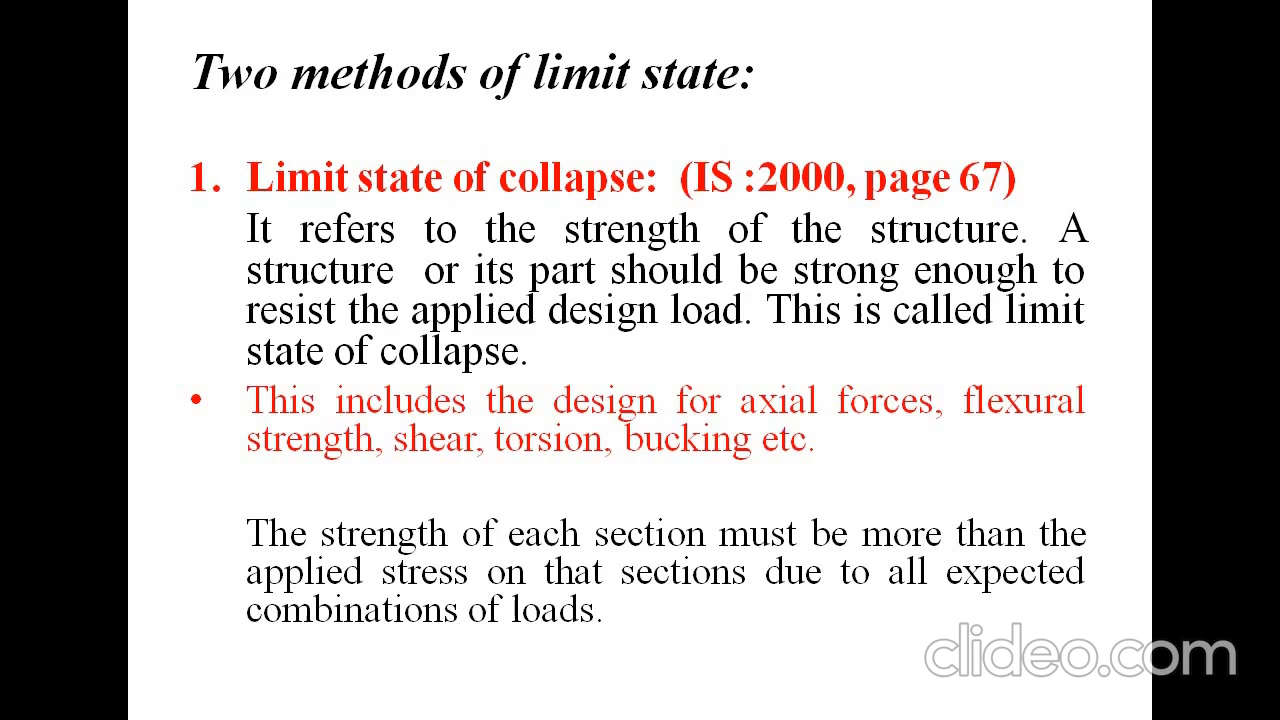 Two methods of limit state:
1. Limit state of collapse: (IS :2000, page 67)
It refers to the strength of the structure. A
structure or its part should be strong enough to
resist the applied design load. This is called limit
state of collapse.
• This includes the design for axial forces, flexural
strength, shear, torsion, bucking etc.
The strength of each section must be more than the
applied stress on that sections due to all expected
combinations of loads.
clideo.com